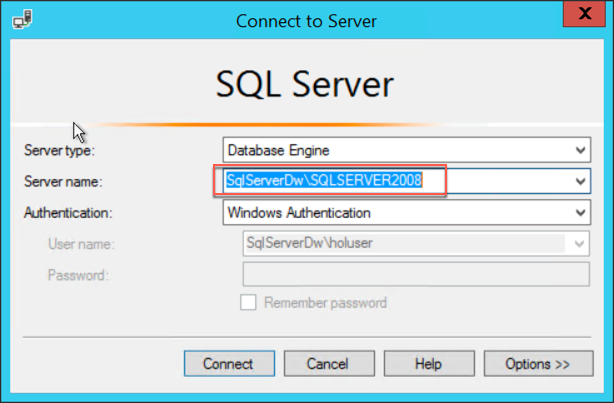 Connect to Server
X
SQL Server
Server type: Database Engine
Server name: SqlServerDw\SQLSERVER2008
Authentication: Windows Authentication
User name: SqlServerDw\holuser
Password:
Remember password
Connect Cancel Help Options >>